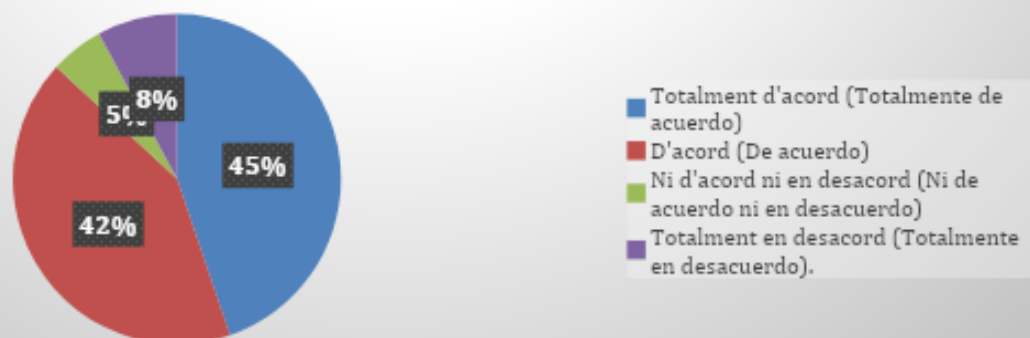 8%
5%
45%
42%
Totalment d'acord (Totalmente de
acuerdo)
D'acord (De acuerdo)
Ni d'acord ni en desacord (Ni de
acuerdo ni en desacuerdo)
Totalment en desacord (Totalmente
en desacuerdo).